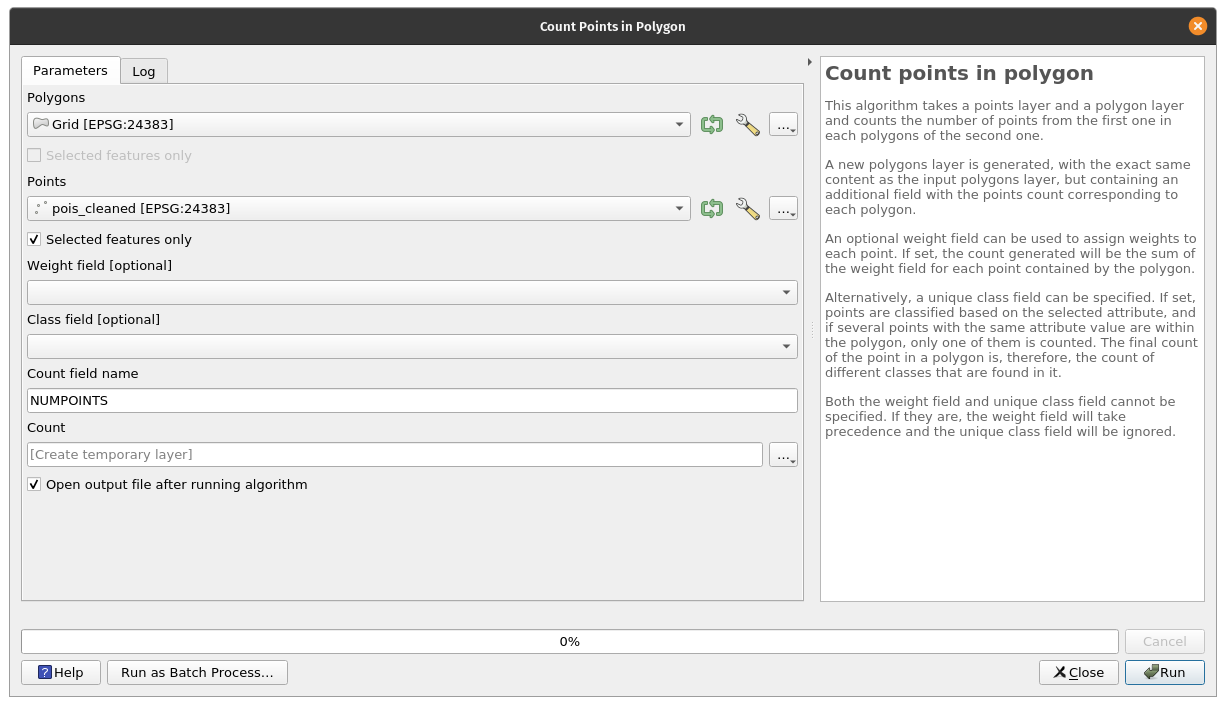 Count Points in Polygon
Parameters
Log
Polygons
Grid [EPSG:24383]
...
Selected features only
Points
pois_cleaned [EPSG:24383]
...
Selected features only
Weight field [optional]
Class field [optional]
Count field name
NUMPOINTS
Count
[Create temporary layer]
...
Open output file after running algorithm
Count points in polygon
This algorithm takes a points layer and a polygon layer
and counts the number of points from the first one in
each polygons of the second one.
A new polygons layer is generated, with the exact same
content as the input polygons layer, but containing an
additional field with the points count corresponding to
each polygon.
An optional weight field can be used to assign weights to
each point. If set, the count generated will be the sum of
the weight field for each point contained by the polygon.
Alternatively, a unique class field can be specified. If set,
points are classified based on the selected attribute, and
if several points with the same attribute value are within
the polygon, only one of them is counted. The final count
of the point in a polygon is, therefore, the count of
different classes that are found in it.
Both the weight field and unique class field cannot be
specified. If they are, the weight field will take
precedence and the unique class field will be ignored.
0%
Cancel
? Help
Run as Batch Process...
Close
Run